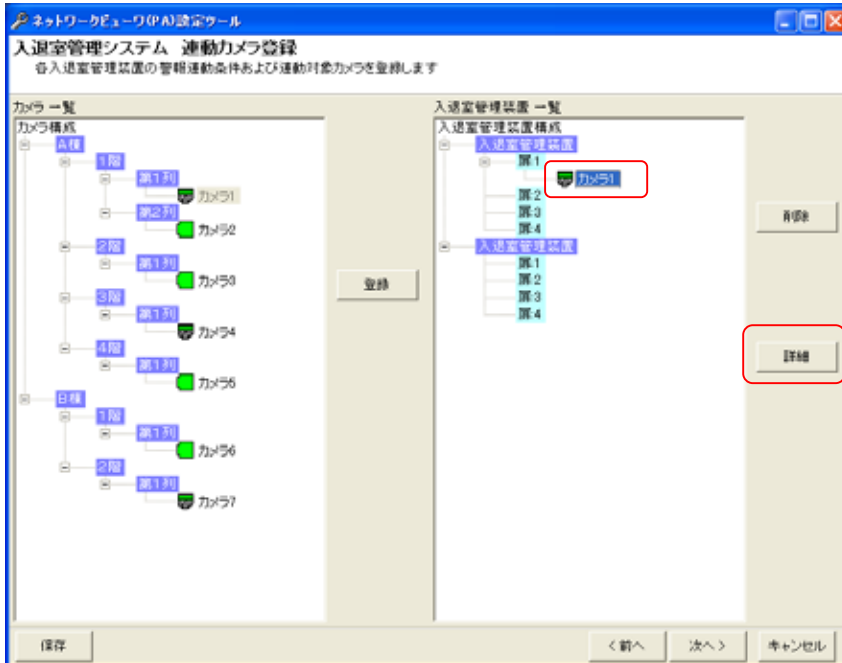 ネットワークビューワ(PA)設定ツール
入退室管理システム 連動カメラ登録
各入退室管理装置の警報連動条件および連動対象カメラを登録します
カメラ 一覧
カメラ構成
A棟
1階
第1列
カメラ1
第2列
カメラ2
2階
第1列
カメラ3
3階
第1列
カメラ4
4階
第1列
カメラ5
B棟
1階
第1列
カメラ6
2階
第1列
カメラ7
登録
入退室管理装置 一覧
入退室管理装置構成
入退室管理装置
扉:1
カメラ1
扉:2
扉:3
扉:4
入退室管理装置
扉:1
扉:2
扉:3
扉:4
削除
詳細
保存
<前へ
次へ>
キャンセル